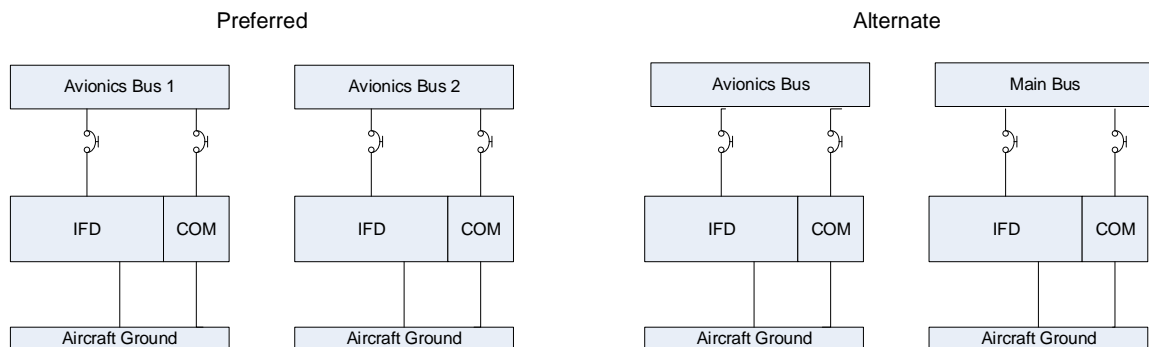 Preferred Alternate
Avionics Bus 1 Avionics Bus 2 Avionics Bus Main Bus
IFD COM IFD COM IFD COM IFD COM
Aircraft Ground Aircraft Ground Aircraft Ground Aircraft Ground